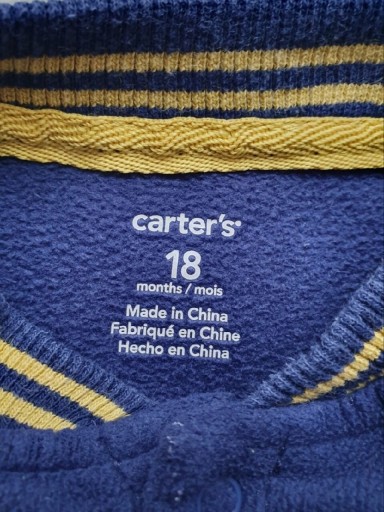 carter's
18
months / mois
Made in China
Fabriqué en Chine
Hecho en China